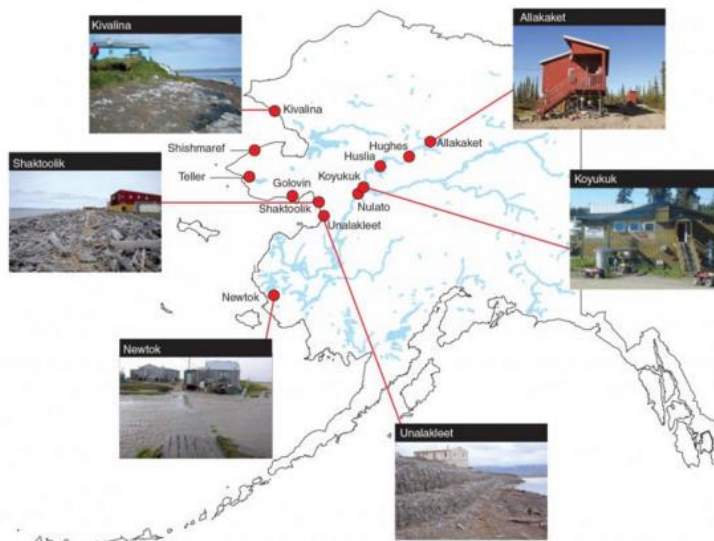 Kivalina
Allakaket
Kivalina
Shishmaref
Hughes
Allakaket
Huslia
Shaktoolik
Teller
Golovin
Koyukuk
Koyukuk
Shaktoolik
Nulato
Unalakleet
Newtok
Newtok
Unalakleet